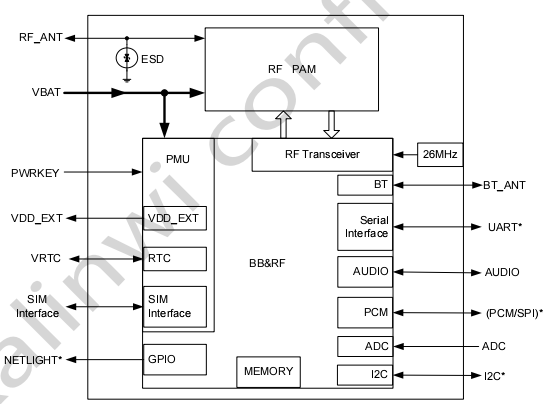 RF_ANT
ESD
RF PAM
VBAT
PMU
RF Transceiver
26MHz
PWRKEY
BT
BT_ANT
VDD_EXT
VDD_EXT
Serial
Interface
UART*
VRTC
RTC
BB&RF
AUDIO
AUDIO
SIM
Interface
SIM
Interface
PCM
(PCM/SPI)*
ADC
ADC
NETLIGHT*
GPIO
MEMORY
I2C
I2C*